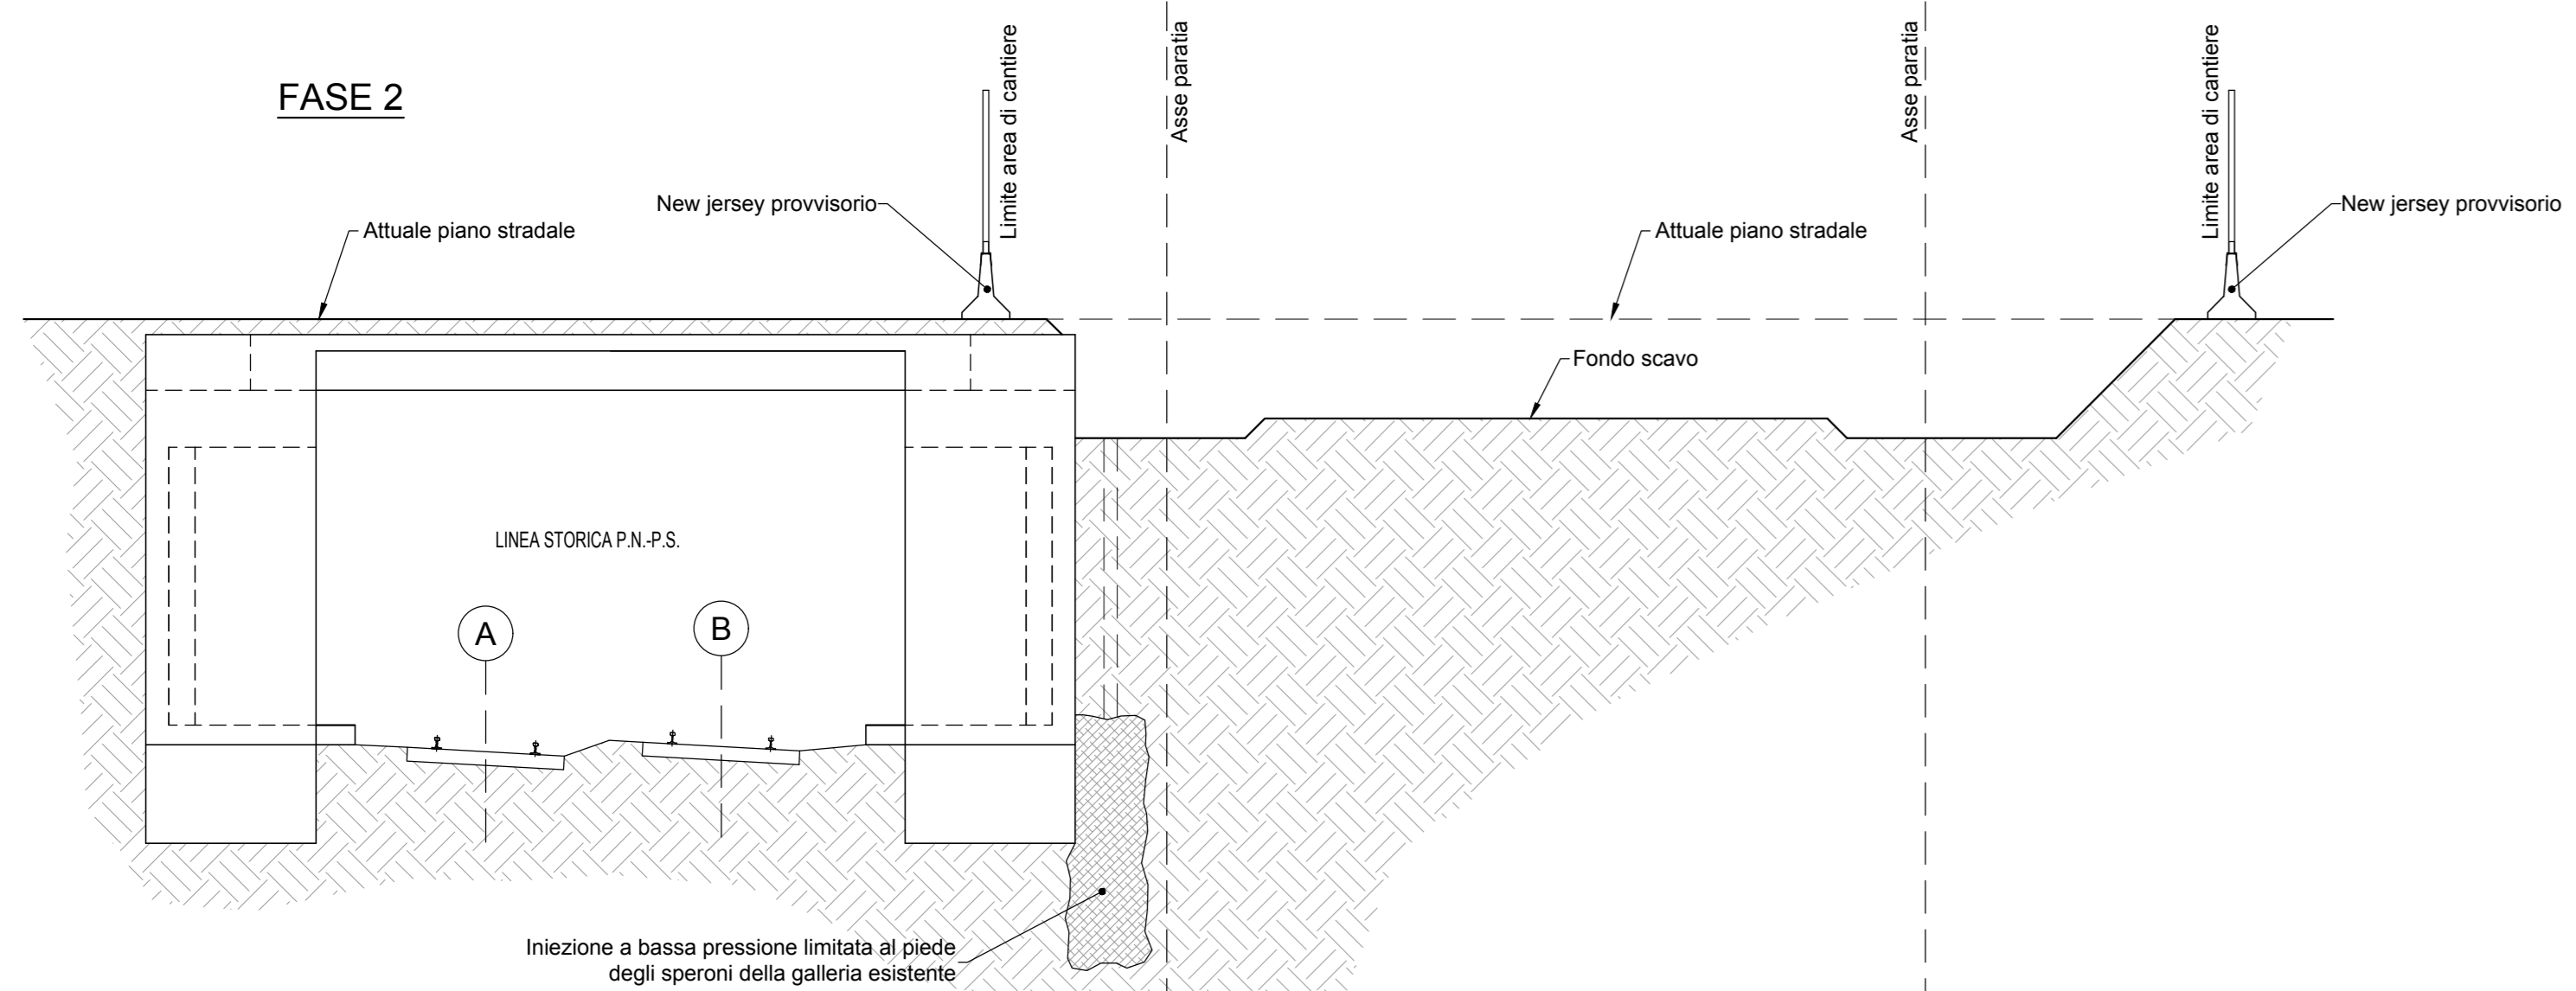 FASE 2
Limite area di cantiere
Asse paratia
Asse paratia
Limite area di cantiere
New jersey provvisorio
New jersey provvisorio
Attuale piano stradale
Attuale piano stradale
Fondo scavo
LINEA STORICA P.N.-P.S.
A
B
Iniezione a bassa pressione limitata al piede
degli speroni della galleria esistente